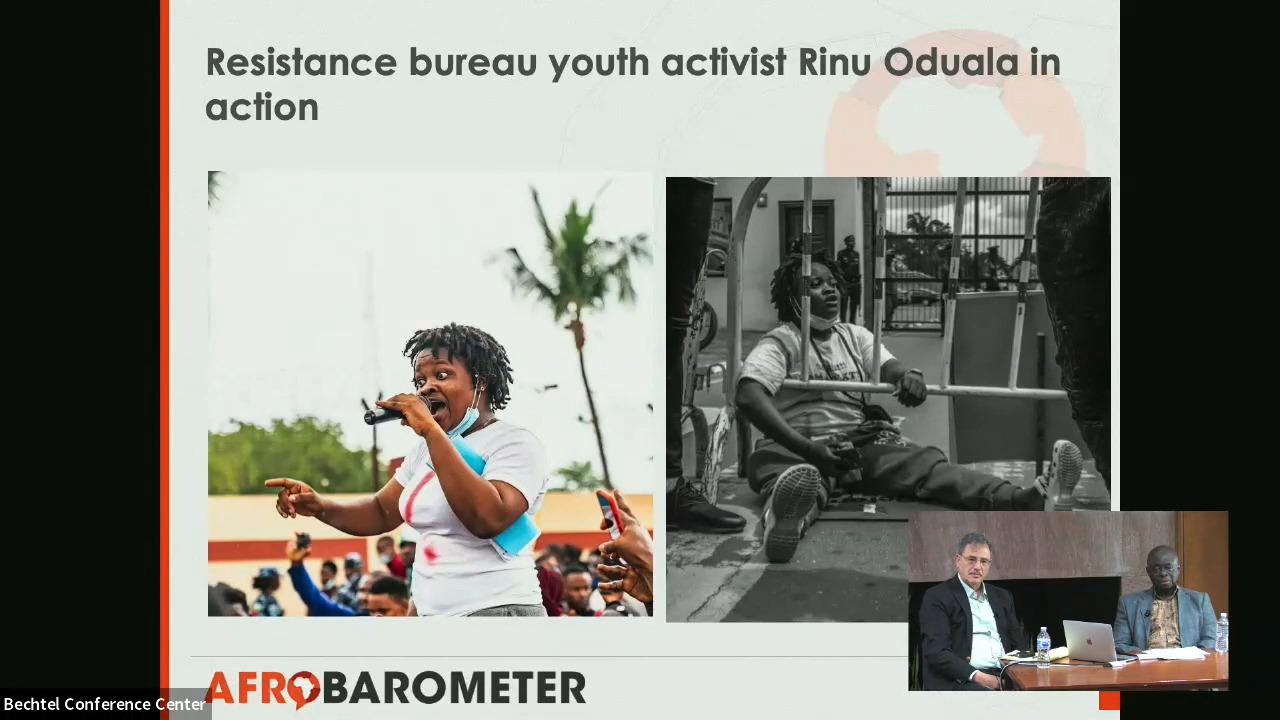 Resistance bureau youth activist Rinu Oduala in
action
AFROBAROMETER
Bechtel Conference Center